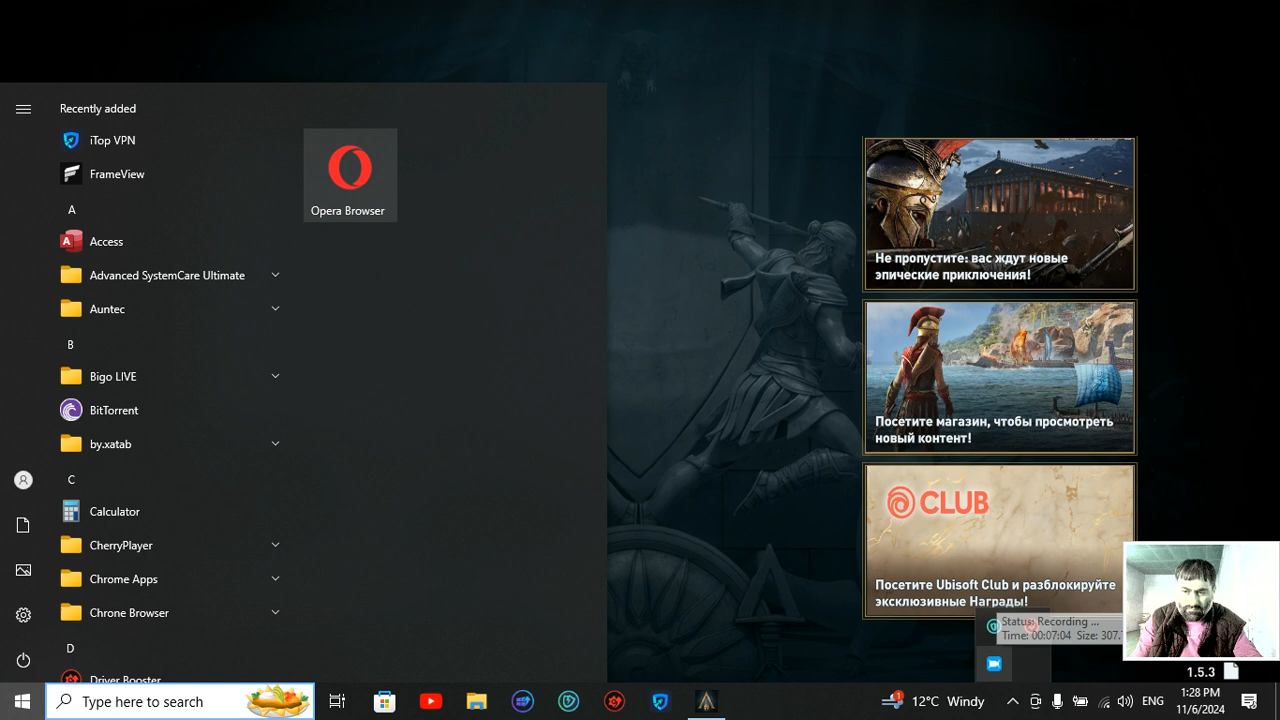 Recently added
iTop VPN
FrameView
A
Access
Advanced SystemCare Ultimate
Auntec
B
Bigo LIVE
BitTorrent
by.xatab
C
Calculator
CherryPlayer
Chrome Apps
Chrone Browser
D
Driver Booster
Opera Browser
Не пропустите: вас ждут новые
эпические приключения!
Посетите магазин, чтобы просмотреть
новый контент!
CLUB
Посетите Ubisoft Club и разблокируйте
эксклюзивные Награды!
Status: Recording ...
Time: 00:07:04 Size: 307.
1.5.3
Type here to search
1
12°C Windy
ENG
1:28 PM
11/6/2024